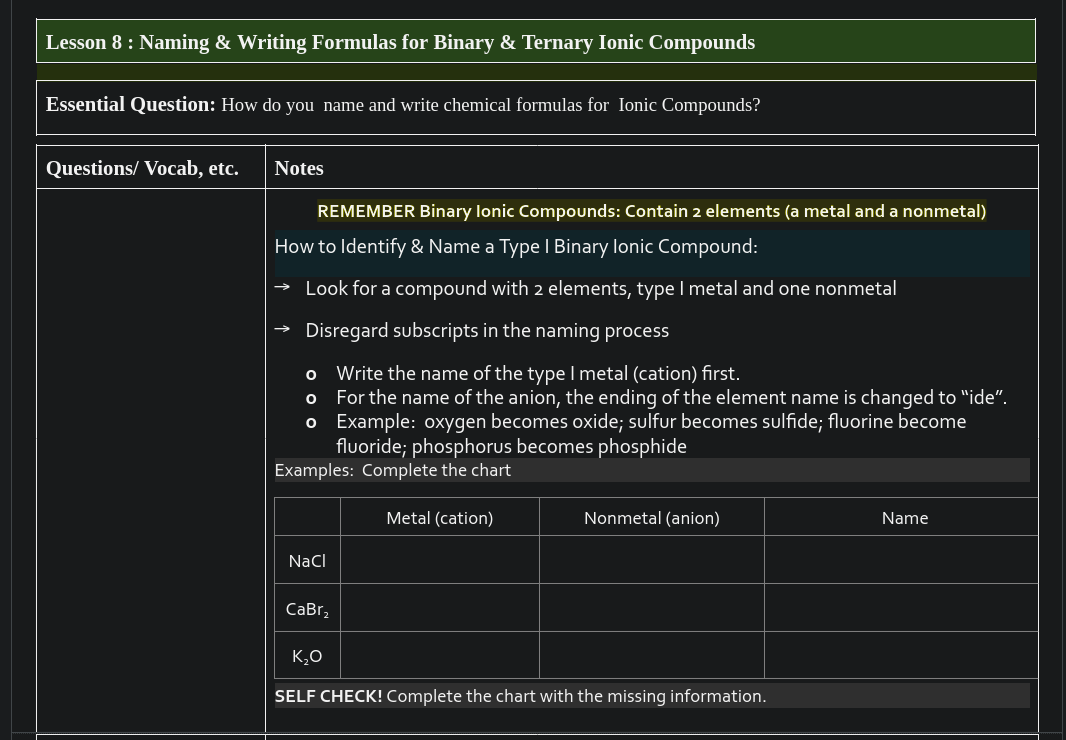 Lesson 8 : Naming & Writing Formulas for Binary & Ternary Ionic Compounds
Essential Question: How do you  name and write chemical formulas for  Ionic Compounds?
Questions/ Vocab, etc.
Notes
REMEMBER Binary Ionic Compounds: Contain 2 elements (a metal and a nonmetal)
How to Identify & Name a Type I Binary Ionic Compound:
→ Look for a compound with 2 elements, type I metal and one nonmetal
→ Disregard subscripts in the naming process
o Write the name of the type I metal (cation) first.
o For the name of the anion, the ending of the element name is changed to “ide”.
o Example:  oxygen becomes oxide; sulfur becomes sulfide; fluorine become
fluoride; phosphorus becomes phosphide
Examples:  Complete the chart
Metal (cation) Nonmetal (anion) Name
NaCl
CaBr₂
K₂O
SELF CHECK! Complete the chart with the missing information.